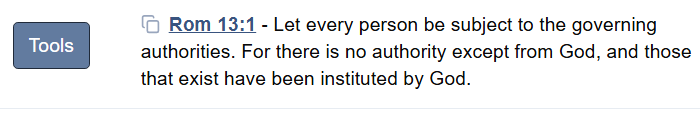 Tools
Rom 13:1 - Let every person be subject to the governing
authorities. For there is no authority except from God, and those
that exist have been instituted by God.